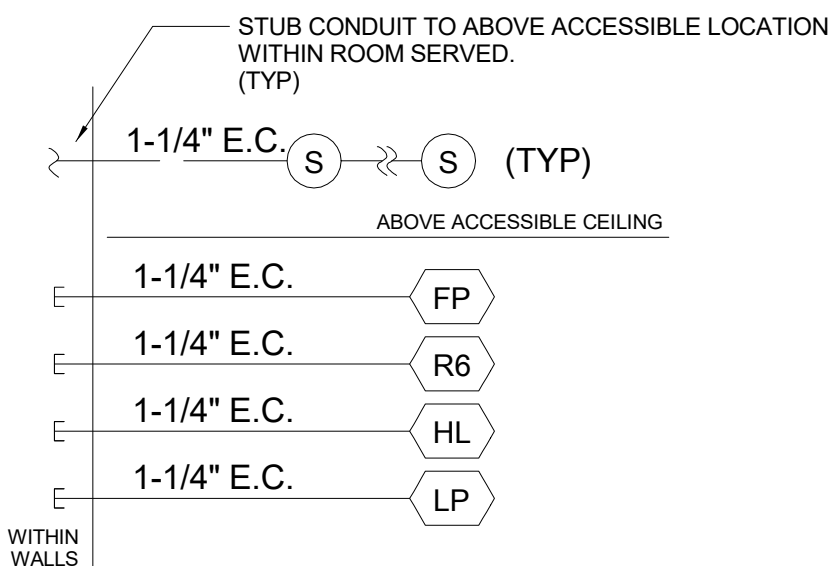 STUB CONDUIT TO ABOVE ACCESSIBLE LOCATION
WITHIN ROOM SERVED.
(TYP)
1-1/4" E.C.
S
S
(TYP)
ABOVE ACCESSIBLE CEILING
1-1/4" E.C.
FP
1-1/4" E.C.
R6
1-1/4" E.C.
HL
1-1/4" E.C.
LP
WITHIN
WALLS